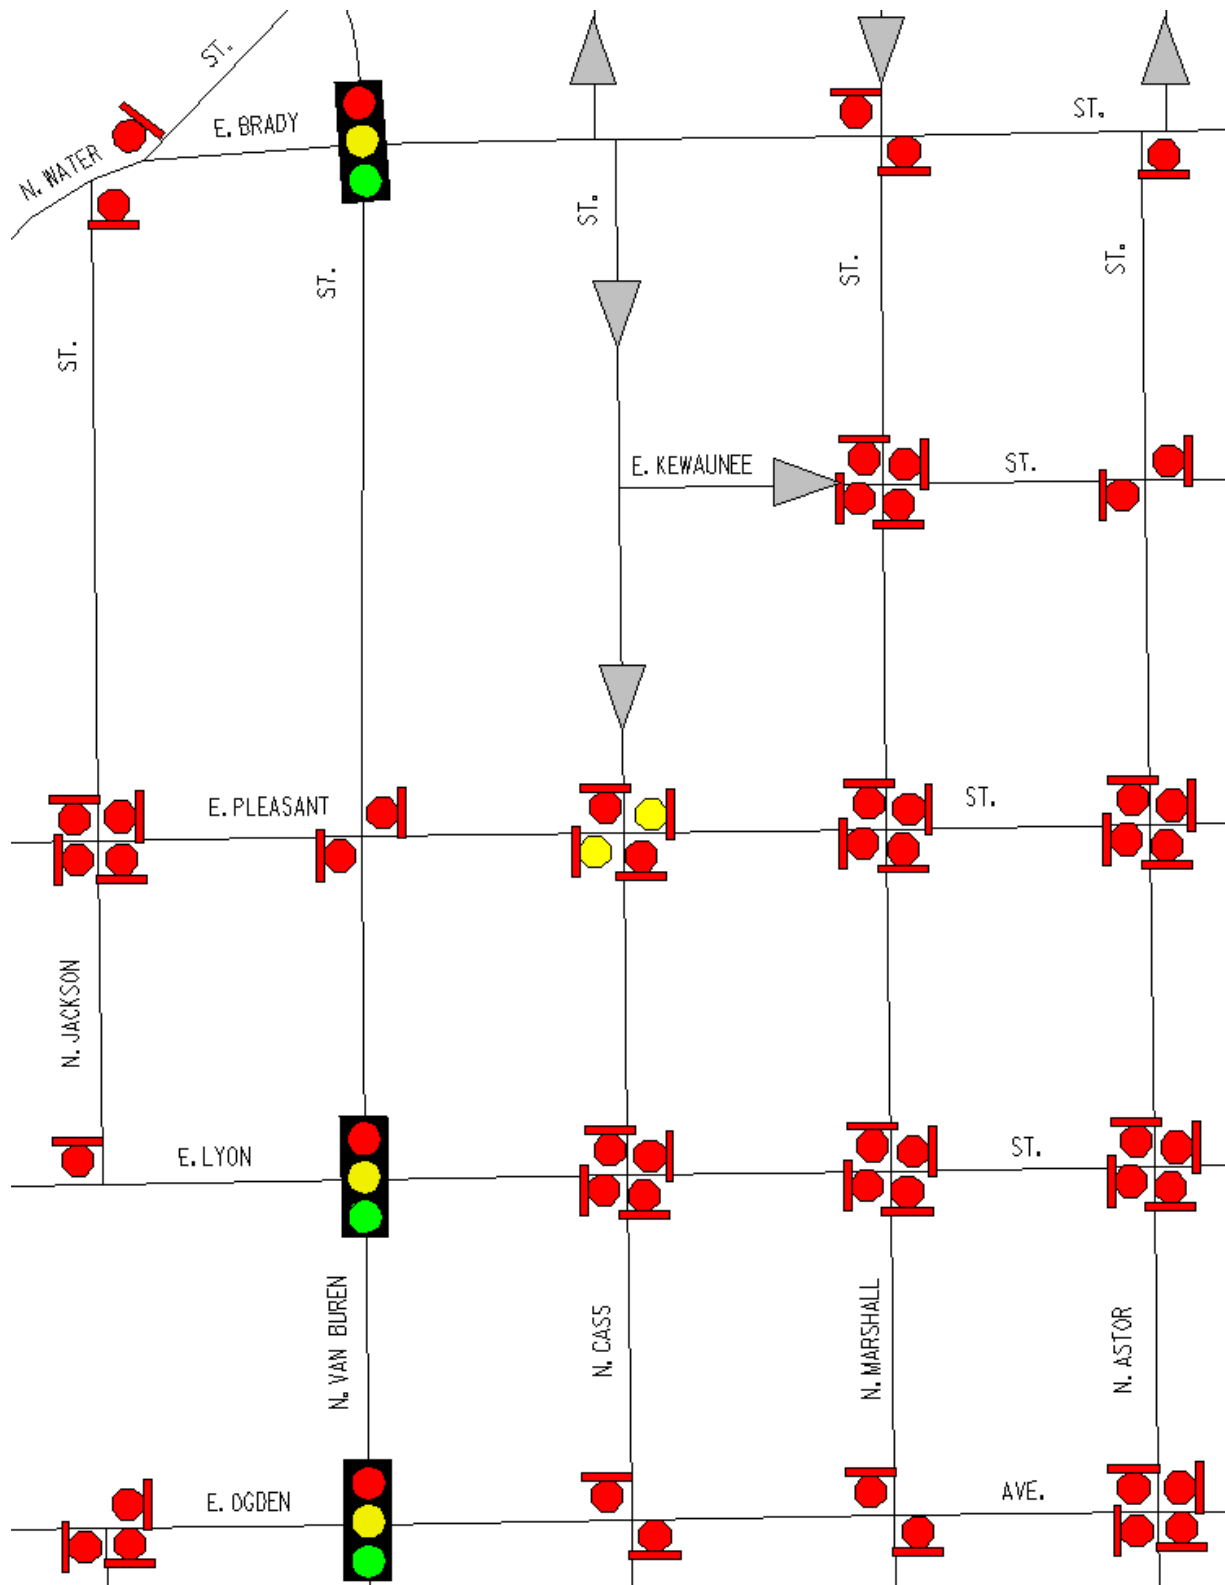 ST.
E. BRADY
ST.
N. WATER
ST.
ST.
ST.
ST.
ST.
E. KEWAUNEE
ST.
E. PLEASANT
ST.
N. JACKSON
E. LYON
ST.
N. VAN BUREN
N. CASS
N. MARSHALL
N. ASTOR
E. OGDEN
AVE.